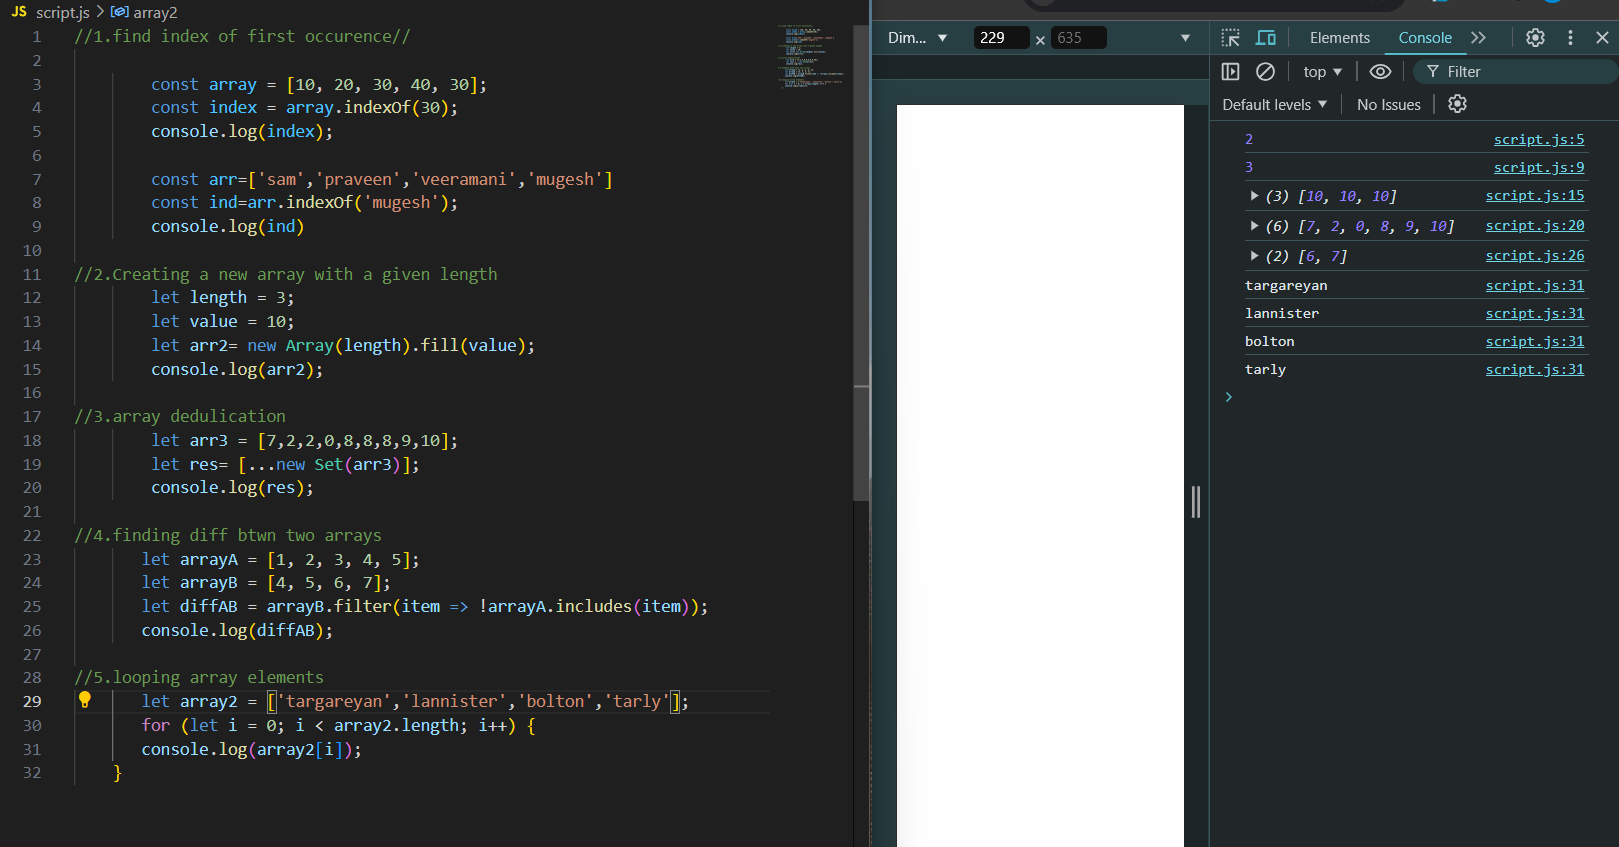 JS script.js > array2
1 //1.find index of first occurence//
2
3 const array = [10, 20, 30, 40, 30];
4 const index = array.indexOf(30);
5 console.log(index);
6
7 const arr=['sam','praveen','veeramani','mugesh']
8 const ind=arr.indexOf('mugesh');
9 console.log(ind)
10
11 //2.Creating a new array with a given length
12 let length = 3;
13 let value = 10;
14 let arr2= new Array(length).fill(value);
15 console.log(arr2);
16
17 //3.array dedulication
18 let arr3 = [7,2,2,0,8,8,8,9,10];
19 let res= [...new Set(arr3)];
20 console.log(res);
21
22 //4.finding diff btwn two arrays
23 let arrayA = [1, 2, 3, 4, 5];
24 let arrayB = [4, 5, 6, 7];
25 let diffAB = arrayB.filter(item => !arrayA.includes(item));
26 console.log(diffAB);
27
28 //5.looping array elements
29 let array2 = ['targareyan','lannister','bolton','tarly'];
30 for (let i = 0; i < array2.length; i++) {
31 console.log(array2[i]);
32 }
Dim... 229 × 635
Elements Console
top Filter
Default levels No Issues
2 script.js:5
3 script.js:9
(3) [10, 10, 10] script.js:15
(6) [7, 2, 0, 8, 9, 10] script.js:20
(2) [6, 7] script.js:26
targareyan script.js:31
lannister script.js:31
bolton script.js:31
tarly script.js:31